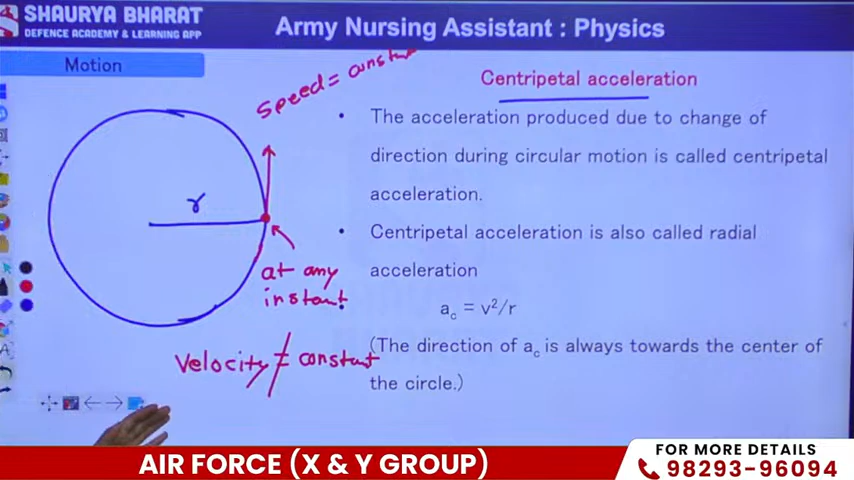 SHAURYA BHARAT
DEFENCE ACADEMY & LEARNING APP
Army Nursing Assistant : Physics
Motion
speed = constant
Centripetal acceleration
• The acceleration produced due to change of
direction during circular motion is called centripetal
acceleration.
r
• Centripetal acceleration is also called radial
acceleration
at any
instant
a꜀ = v²/r
Velocity ≠ constant
(The direction of a꜀ is always towards the center of
the circle.)
AIR FORCE (X & Y GROUP)
FOR MORE DETAILS
98293-96094